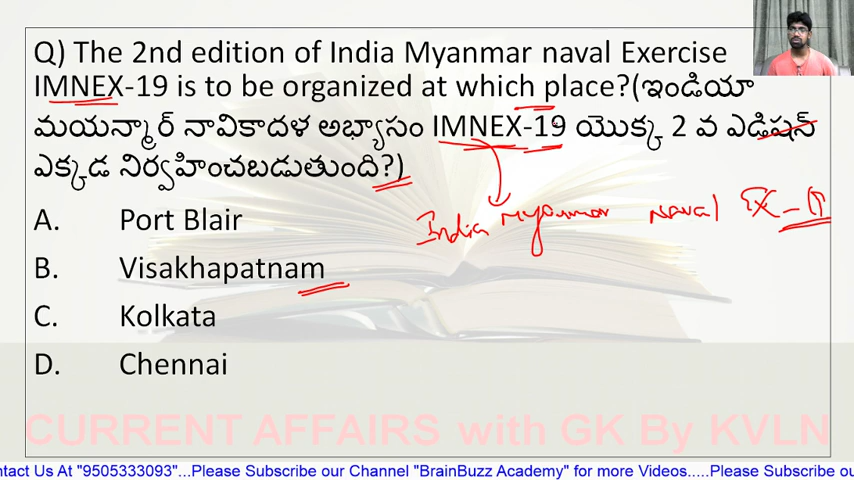 Q) The 2nd edition of India Myanmar naval Exercise
IMNEX-19 is to be organized at which place?(ఇండియా
మయన్మార్ నావికాదళ అభ్యాసం IMNEX-19 యొక్క 2 వ ఎడిషన్
ఎక్కడ నిర్వహించబడుతుంది?)
India Myanmar Naval EX-19
A. Port Blair
B. Visakhapatnam
C. Kolkata
D. Chennai
CURRENT AFFAIRS with GK By KVLN
ntact Us At "9505333093"...Please Subscribe our Channel "BrainBuzz Academy" for more Videos.....Please Subscribe ou